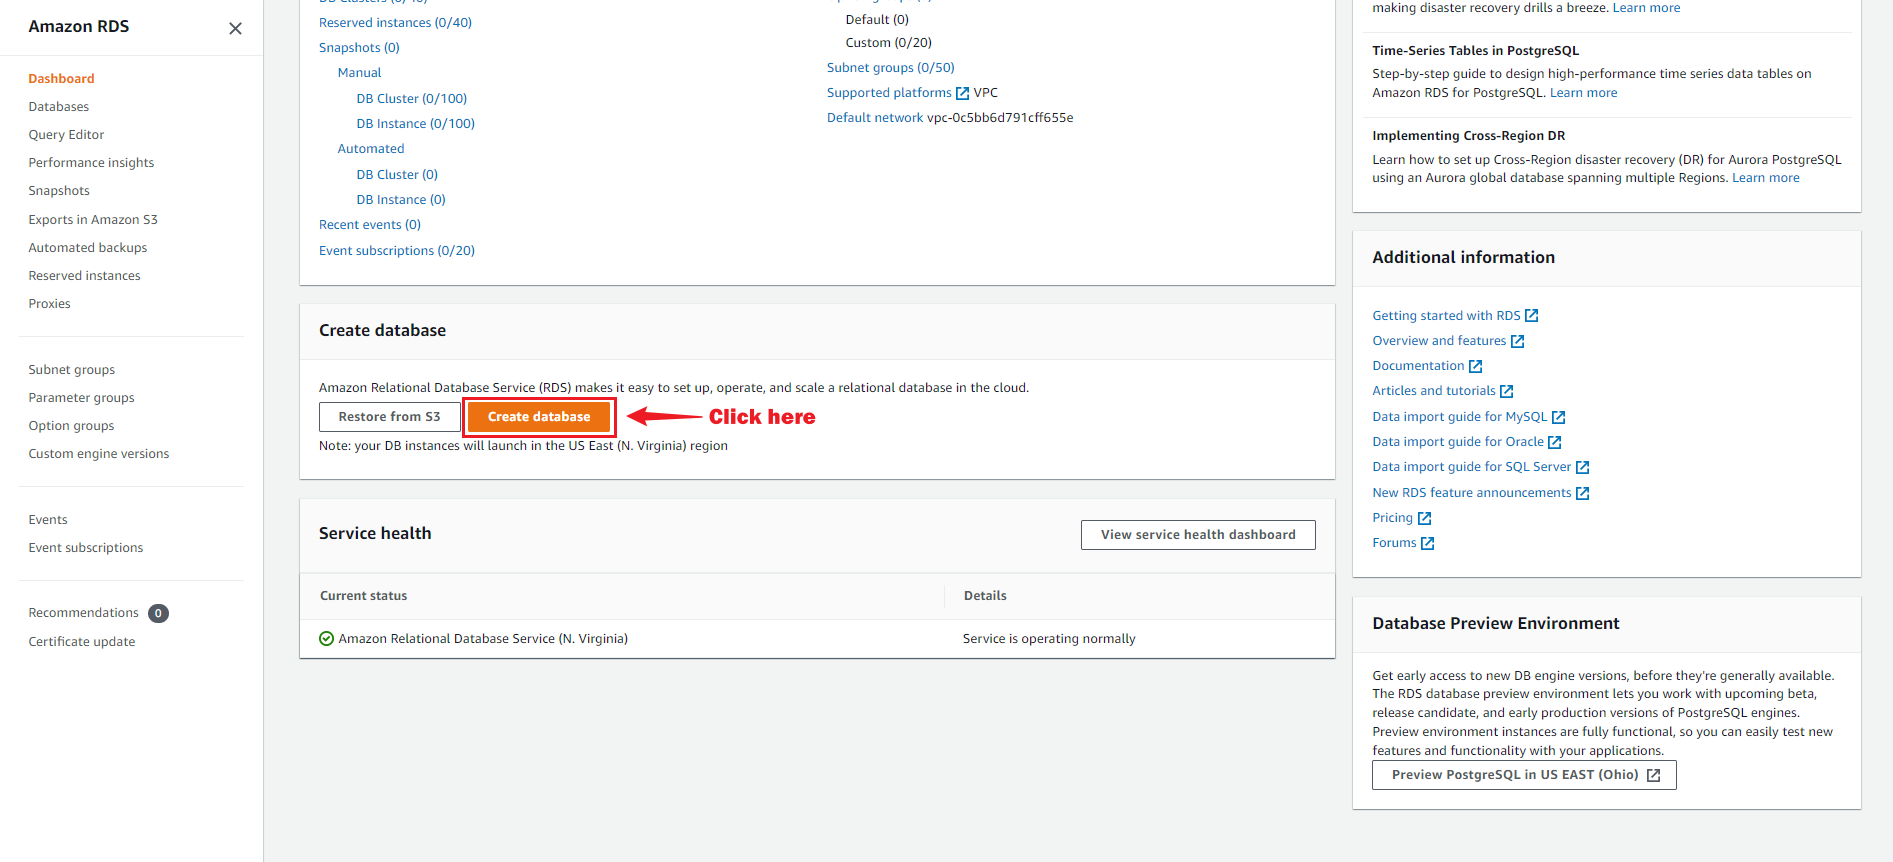 Amazon RDS
Dashboard
Databases
Query Editor
Performance insights
Snapshots
Exports in Amazon S3
Automated backups
Reserved instances
Proxies
Subnet groups
Parameter groups
Option groups
Custom engine versions
Events
Event subscriptions
Recommendations 0
Certificate update
Reserved instances (0/40)
Snapshots (0)
Manual
DB Cluster (0/100)
DB Instance (0/100)
Automated
DB Cluster (0)
DB Instance (0)
Recent events (0)
Event subscriptions (0/20)
Default (0)
Custom (0/20)
Subnet groups (0/50)
Supported platforms VPC
Default network vpc-0c5bb6d791cff655e
Create database
Amazon Relational Database Service (RDS) makes it easy to set up, operate, and scale a relational database in the cloud.
Restore from S3 Create database Click here
Note: your DB instances will launch in the US East (N. Virginia) region
Service health
View service health dashboard
Current status Details
Amazon Relational Database Service (N. Virginia) Service is operating normally
making disaster recovery drills a breeze. Learn more
Time-Series Tables in PostgreSQL
Step-by-step guide to design high-performance time series data tables on
Amazon RDS for PostgreSQL. Learn more
Implementing Cross-Region DR
Learn how to set up Cross-Region disaster recovery (DR) for Aurora PostgreSQL
using an Aurora global database spanning multiple Regions. Learn more
Additional information
Getting started with RDS
Overview and features
Documentation
Articles and tutorials
Data import guide for MySQL
Data import guide for Oracle
Data import guide for SQL Server
New RDS feature announcements
Pricing
Forums
Database Preview Environment
Get early access to new DB engine versions, before they're generally available.
The RDS database preview environment lets you work with upcoming beta,
release candidate, and early production versions of PostgreSQL engines.
Preview environment instances are fully functional, so you can easily test new
features and functionality with your applications.
Preview PostgreSQL in US EAST (Ohio)